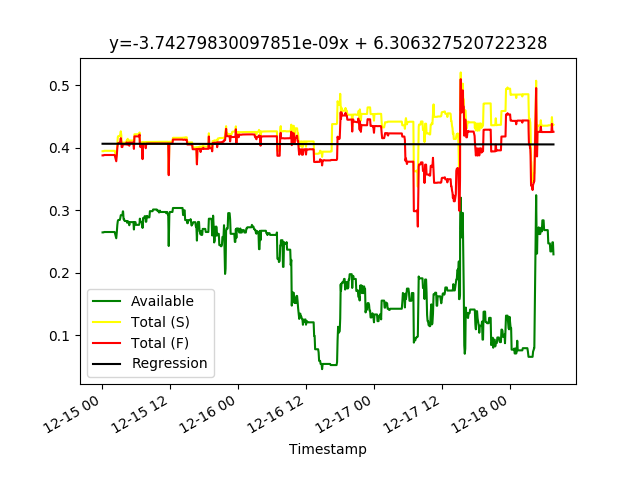 y=-3.74279830097851e-09x + 6.306327520722328
0.5
0.4
0.3
0.2
0.1
Available
Total (S)
Total (F)
Regression
12-15 00
12-15 12
12-16 00
12-16 12
12-17 00
12-17 12
12-18 00
Timestamp